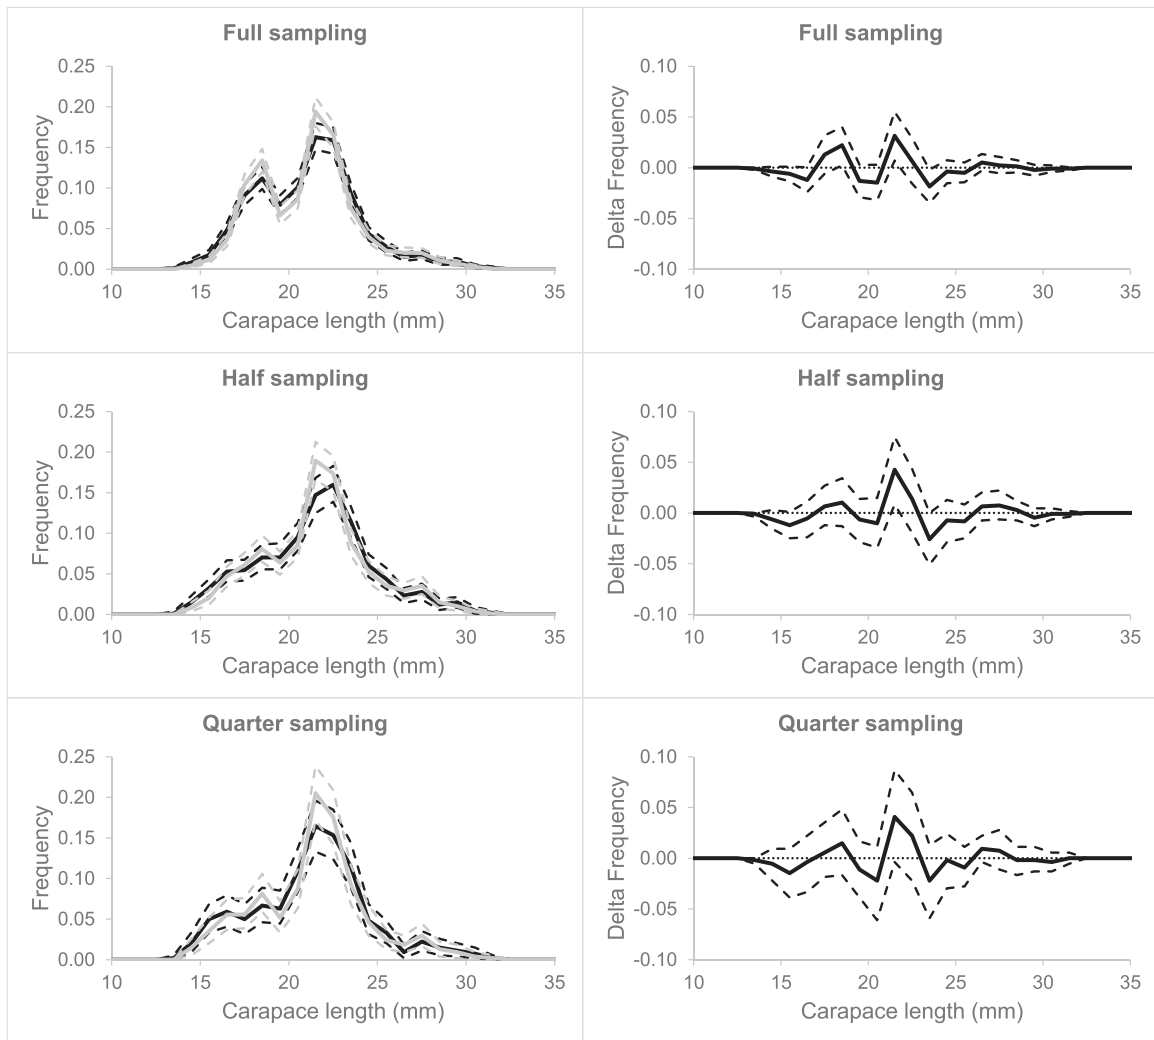 Full sampling
0.25
0.20
0.15
0.10
0.05
0.00
Frequency
10 15 20 25 30 35
Carapace length (mm)
Full sampling
0.10
0.05
0.00
-0.05
-0.10
Delta Frequency
10 15 20 25 30 35
Carapace length (mm)
Half sampling
0.25
0.20
0.15
0.10
0.05
0.00
Frequency
10 15 20 25 30 35
Carapace length (mm)
Half sampling
0.10
0.05
0.00
-0.05
-0.10
Delta Frequency
10 15 20 25 30 35
Carapace length (mm)
Quarter sampling
0.25
0.20
0.15
0.10
0.05
0.00
Frequency
10 15 20 25 30 35
Carapace length (mm)
Quarter sampling
0.10
0.05
0.00
-0.05
-0.10
Delta Frequency
10 15 20 25 30 35
Carapace length (mm)